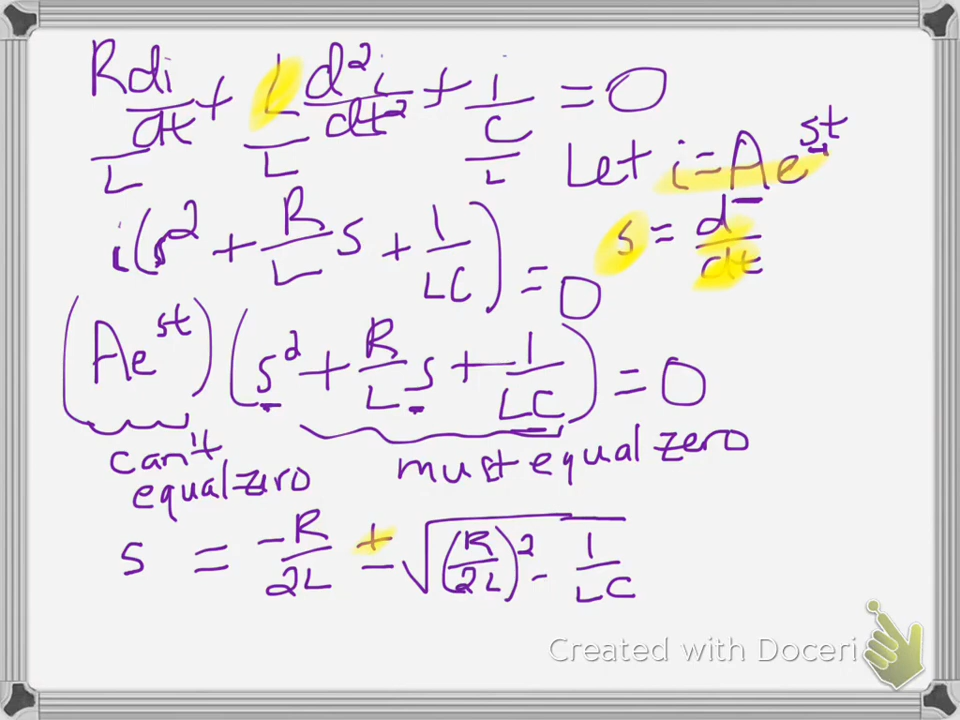 R di/dt / L + L d²i/dt² / L + i/C / L = 0
Let i = Ae^st
s = d/dt
i(s² + R/L s + 1/LC) = 0
(Ae^st) (s² + R/L s + 1/LC) = 0
can't equal zero
must equal zero
s = -R/2L ± √((R/2L)² - 1/LC)
Created with Doceri